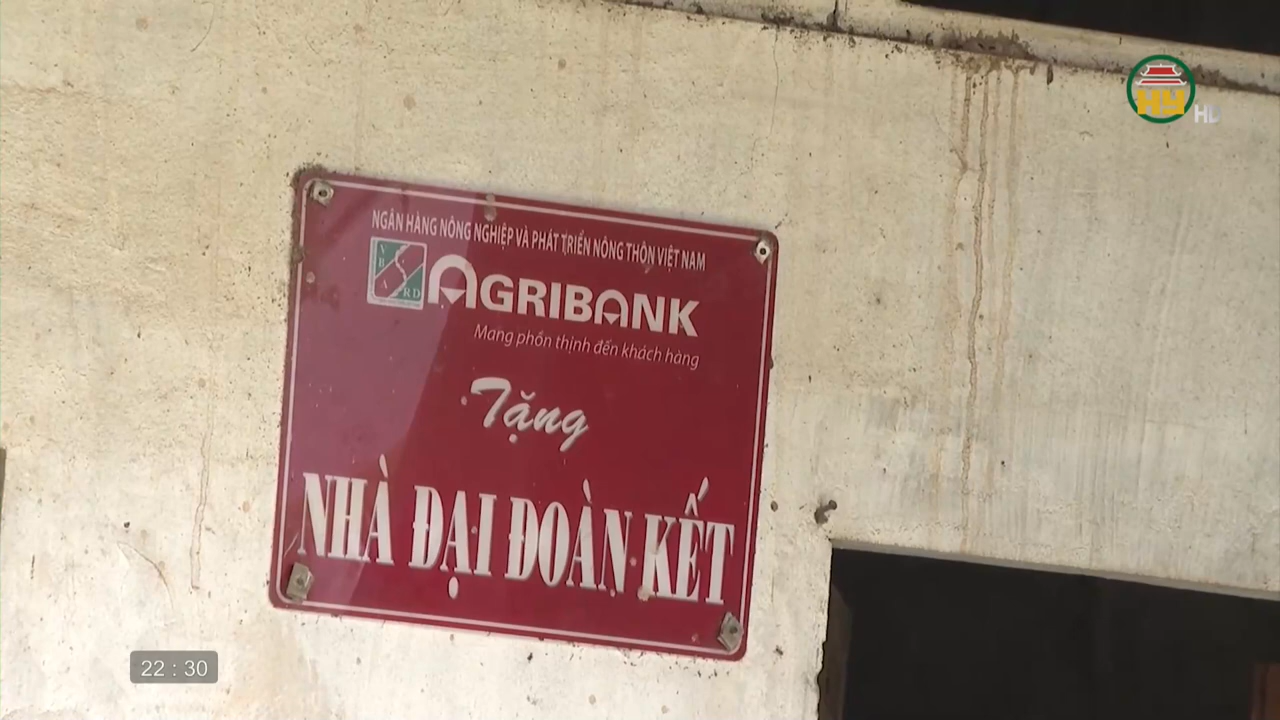 HY
HD
NGÂN HÀNG NÔNG NGHIỆP VÀ PHÁT TRIỂN NÔNG THÔN VIỆT NAM
VBARD
AGRIBANK
Mang phồn thịnh đến khách hàng
Tặng
NHÀ ĐẠI ĐOÀN KẾT
22 : 30